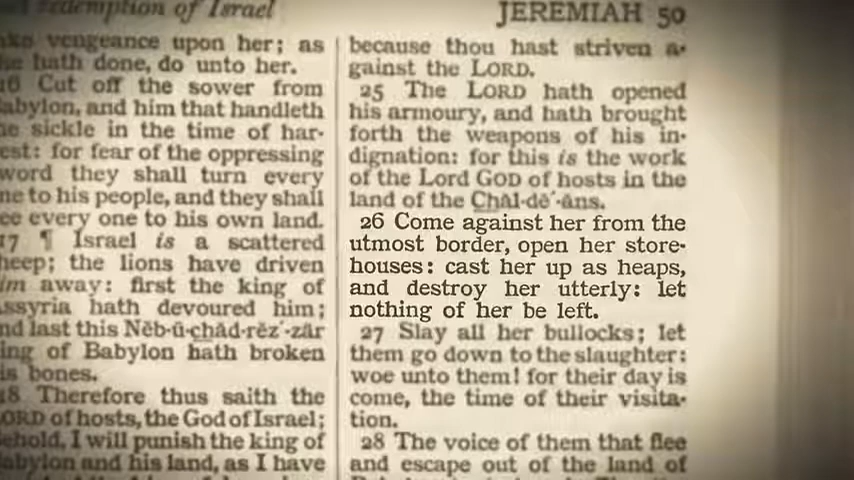 redemption of Israel
JEREMIAH 50
vengeance upon her; as
hath done, do unto her.
Cut off the sower from
abylon, and him that handleth
sickle in the time of har-
est: for fear of the oppressing
word they shall turn every
ne to his people, and they shall
ee every one to his own land.
17 ¶ Israel is a scattered
heep; the lions have driven
im away: first the king of
ssyria hath devoured him;
nd last this Nĕb-ū-chăd-rĕz´-zär
ing of Babylon hath broken
is bones.
18 Therefore thus saith the
ORD of hosts, the God of Israel;
ehold, I will punish the king of
abylon and his land, as I have
because thou hast striven a-
gainst the LORD.
25 The LORD hath opened
his armoury, and hath brought
forth the weapons of his in-
dignation: for this is the work
of the Lord GOD of hosts in the
land of the Chăl-dē´-ăns.
26 Come against her from the
utmost border, open her store-
houses: cast her up as heaps,
and destroy her utterly: let
nothing of her be left.
27 Slay all her bullocks; let
them go down to the slaughter:
woe unto them! for their day is
come, the time of their visita-
tion.
28 The voice of them that flee
and escape out of the land of